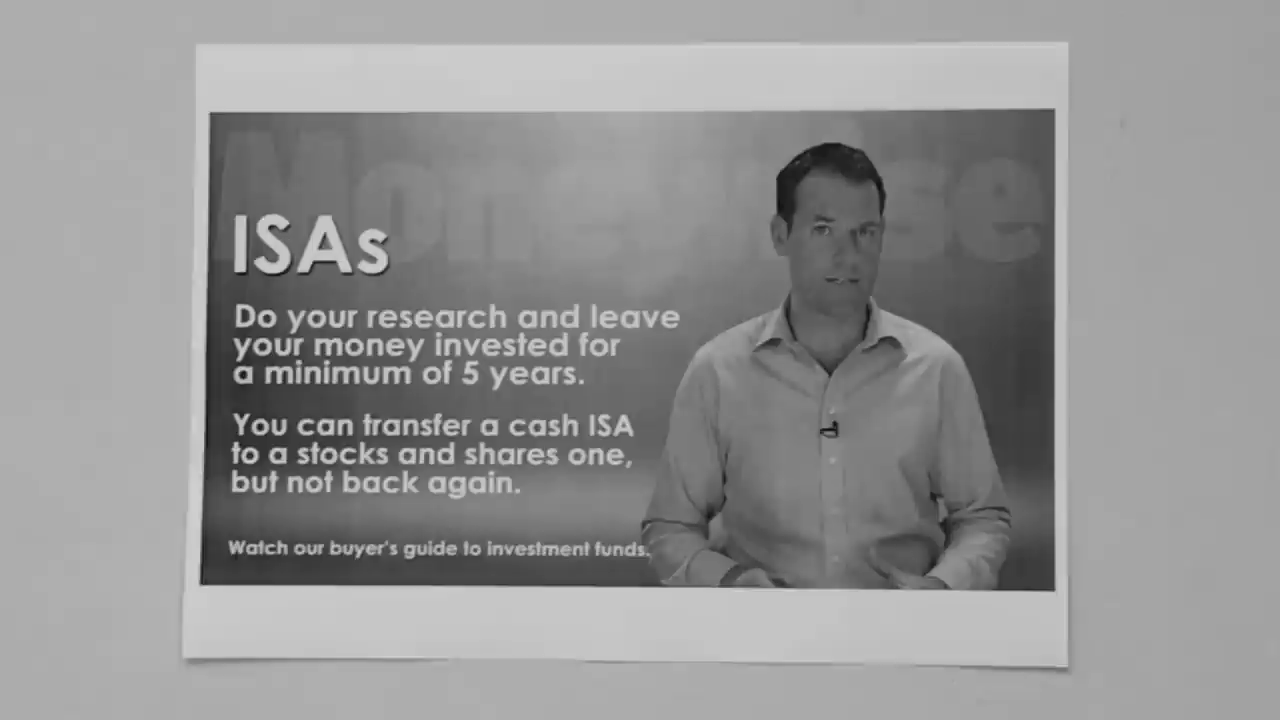 Moneywise
ISAs
Do your research and leave
your money invested for
a minimum of 5 years.
You can transfer a cash ISA
to a stocks and shares one,
but not back again.
Watch our buyer's guide to investment funds.